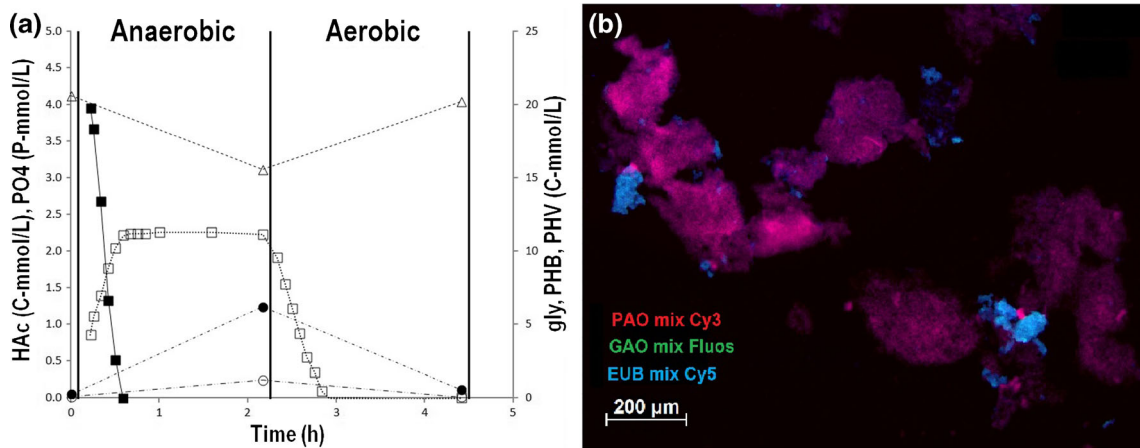 (a)
Anaerobic
Aerobic
HAc (C-mmol/L), PO4 (P-mmol/L)
5.0
4.5
4.0
3.5
3.0
2.5
2.0
1.5
1.0
0.5
0.0
0
1
2
3
4
5
Time (h)
25
20
15
10
5
0
gly, PHB, PHV (C-mmol/L)
(b)
PAO mix Cy3
GAO mix Fluos
EUB mix Cy5
200 µm